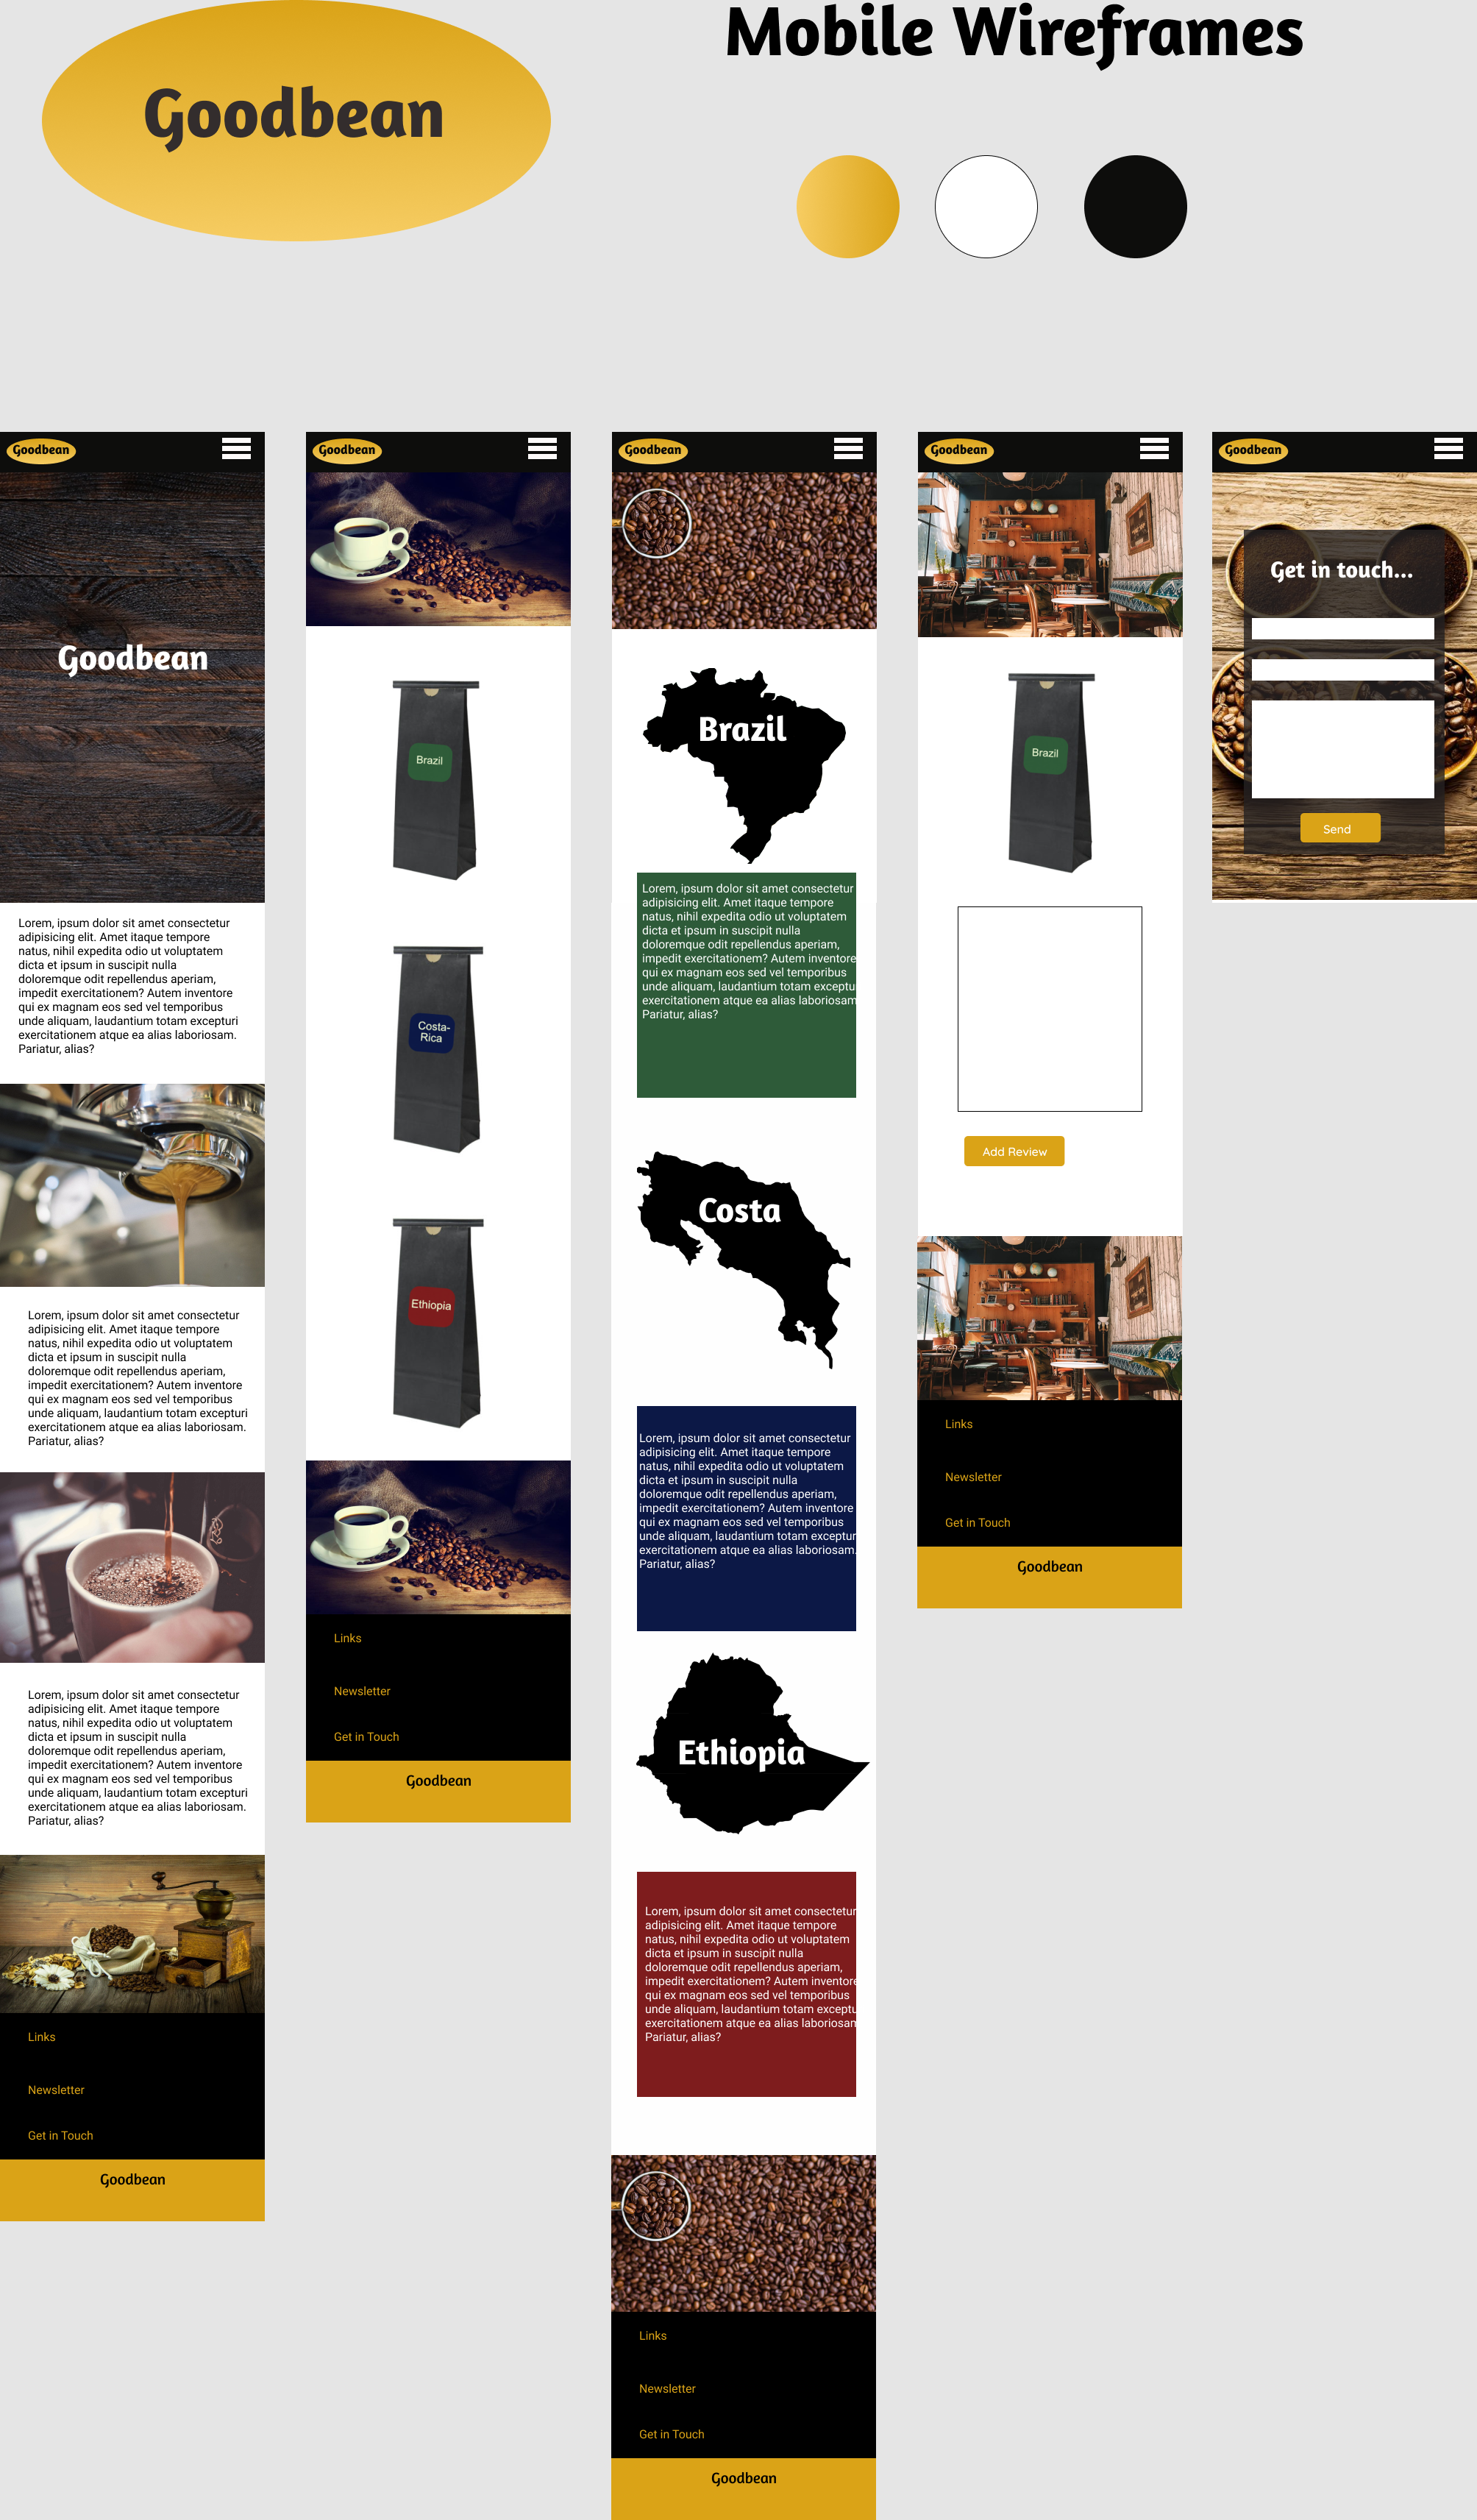 Goodbean
Mobile Wireframes
Goodbean
Goodbean
Lorem, ipsum dolor sit amet consectetur
adipisicing elit. Amet itaque tempore
natus, nihil expedita odio ut voluptatem
dicta et ipsum in suscipit nulla
doloremque odit repellendus aperiam,
impedit exercitationem? Autem inventore
qui ex magnam eos sed vel temporibus
unde aliquam, laudantium totam excepturi
exercitationem atque ea alias laboriosam.
Pariatur, alias?
Lorem, ipsum dolor sit amet consectetur
adipisicing elit. Amet itaque tempore
natus, nihil expedita odio ut voluptatem
dicta et ipsum in suscipit nulla
doloremque odit repellendus aperiam,
impedit exercitationem? Autem inventore
qui ex magnam eos sed vel temporibus
unde aliquam, laudantium totam excepturi
exercitationem atque ea alias laboriosam.
Pariatur, alias?
Lorem, ipsum dolor sit amet consectetur
adipisicing elit. Amet itaque tempore
natus, nihil expedita odio ut voluptatem
dicta et ipsum in suscipit nulla
doloremque odit repellendus aperiam,
impedit exercitationem? Autem inventore
qui ex magnam eos sed vel temporibus
unde aliquam, laudantium totam excepturi
exercitationem atque ea alias laboriosam.
Pariatur, alias?
Links
Newsletter
Get in Touch
Goodbean
Goodbean
Brazil
Costa-
Rica
Ethiopia
Links
Newsletter
Get in Touch
Goodbean
Goodbean
Brazil
Lorem, ipsum dolor sit amet consectetur
adipisicing elit. Amet itaque tempore
natus, nihil expedita odio ut voluptatem
dicta et ipsum in suscipit nulla
doloremque odit repellendus aperiam,
impedit exercitationem? Autem inventore
qui ex magnam eos sed vel temporibus
unde aliquam, laudantium totam exceptu
exercitationem atque ea alias laboriosam
Pariatur, alias?
Costa
Lorem, ipsum dolor sit amet consectetur
adipisicing elit. Amet itaque tempore
natus, nihil expedita odio ut voluptatem
dicta et ipsum in suscipit nulla
doloremque odit repellendus aperiam,
impedit exercitationem? Autem inventore
qui ex magnam eos sed vel temporibus
unde aliquam, laudantium totam exceptur
exercitationem atque ea alias laboriosam.
Pariatur, alias?
Ethiopia
Lorem, ipsum dolor sit amet consectetur
adipisicing elit. Amet itaque tempore
natus, nihil expedita odio ut voluptatem
dicta et ipsum in suscipit nulla
doloremque odit repellendus aperiam,
impedit exercitationem? Autem inventore
qui ex magnam eos sed vel temporibus
unde aliquam, laudantium totam exceptu
exercitationem atque ea alias laboriosan
Pariatur, alias?
Links
Newsletter
Get in Touch
Goodbean
Goodbean
Brazil
Add Review
Links
Newsletter
Get in Touch
Goodbean
Goodbean
Get in touch...
Send